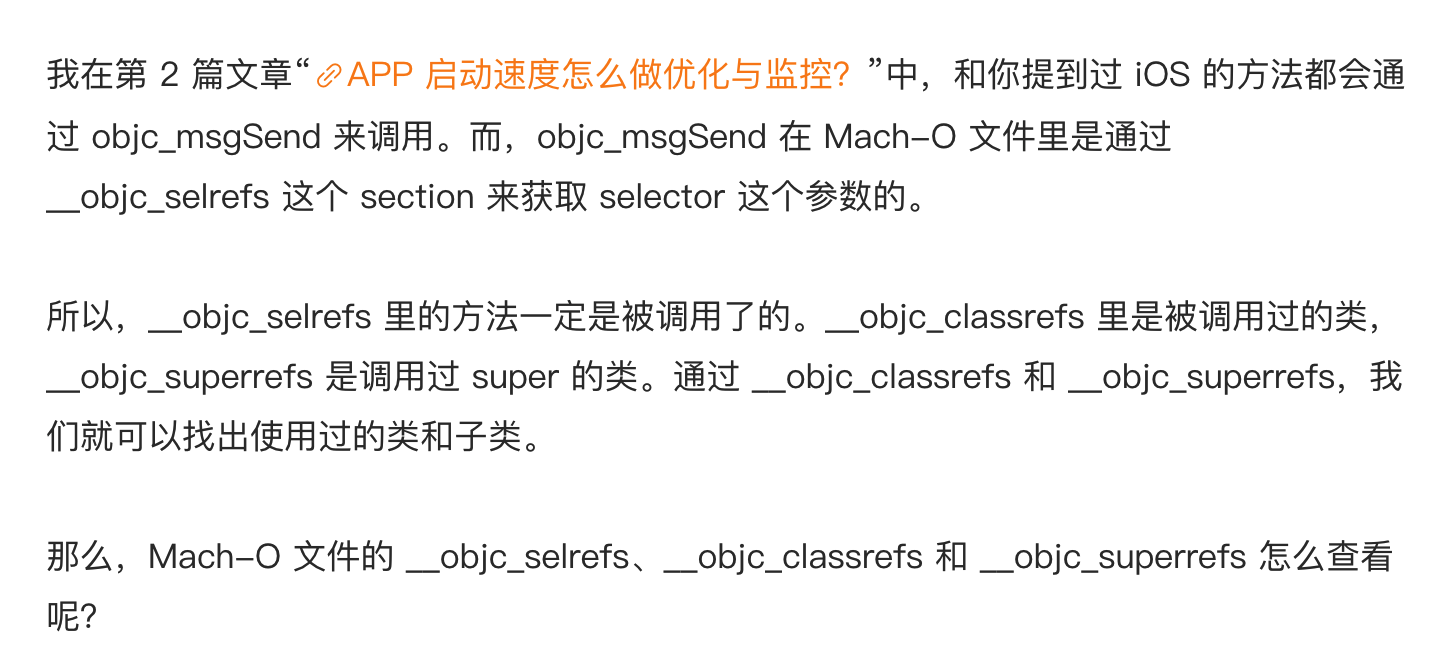 我在第 2 篇文章“APP 启动速度怎么做优化与监控？”中，和你提到过 iOS 的方法都会通
过 objc_msgSend 来调用。而，objc_msgSend 在 Mach-O 文件里是通过
__objc_selrefs 这个 section 来获取 selector 这个参数的。
所以，__objc_selrefs 里的方法一定是被调用了的。__objc_classrefs 里是被调用过的类，
__objc_superrefs 是调用过 super 的类。通过 __objc_classrefs 和 __objc_superrefs，我
们就可以找出使用过的类和子类。
那么，Mach-O 文件的 __objc_selrefs、__objc_classrefs 和 __objc_superrefs 怎么查看
呢？